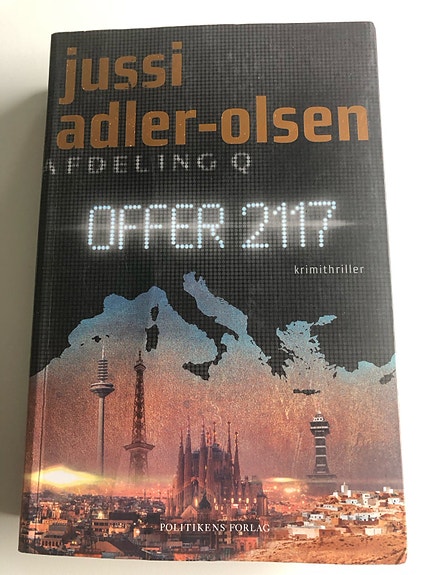 jussi
adler-olsen
AFDELING Q
OFFER 2117
krimithriller
POLITIKENS FORLAG